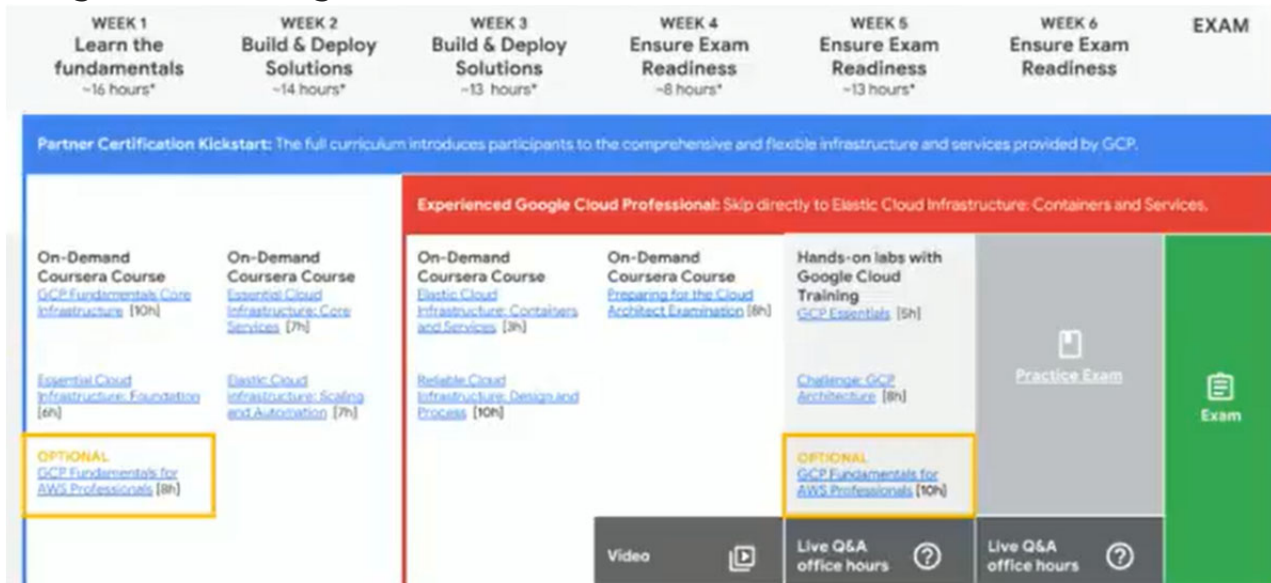 WEEK 1
Learn the
fundamentals
~16 hours*
WEEK 2
Build & Deploy
Solutions
~14 hours*
WEEK 3
Build & Deploy
Solutions
~13 hours*
WEEK 4
Ensure Exam
Readiness
~8 hours*
WEEK 5
Ensure Exam
Readiness
~13 hours*
WEEK 6
Ensure Exam
Readiness
EXAM
Partner Certification Kickstart: The full curriculum introduces participants to the comprehensive and flexible infrastructure and services provided by GCP.
Experienced Google Cloud Professional: Skip directly to Elastic Cloud Infrastructure: Containers and Services.
On-Demand
Coursera Course
GCP Fundamentals Core
Infrastructure [10h]
Essential Cloud
Infrastructure: Foundation
[6h]
OPTIONAL
GCP Fundamentals for
AWS Professionals [8h]
On-Demand
Coursera Course
Essential Cloud
Infrastructure: Core
Services [7h]
Elastic Cloud
Infrastructure: Scaling
and Automation [7h]
On-Demand
Coursera Course
Elastic Cloud
Infrastructure: Containers
and Services [3h]
Reliable Cloud
Infrastructure: Design and
Process [10h]
On-Demand
Coursera Course
Preparing for the Cloud
Architect Examination [8h]
Video
Hands-on labs with
Google Cloud
Training
GCP Essentials [5h]
Challenge: GCP
Architecture [8h]
OPTIONAL
GCP Fundamentals for
AWS Professionals [10h]
Live Q&A
office hours
Practice Exam
Live Q&A
office hours
Exam